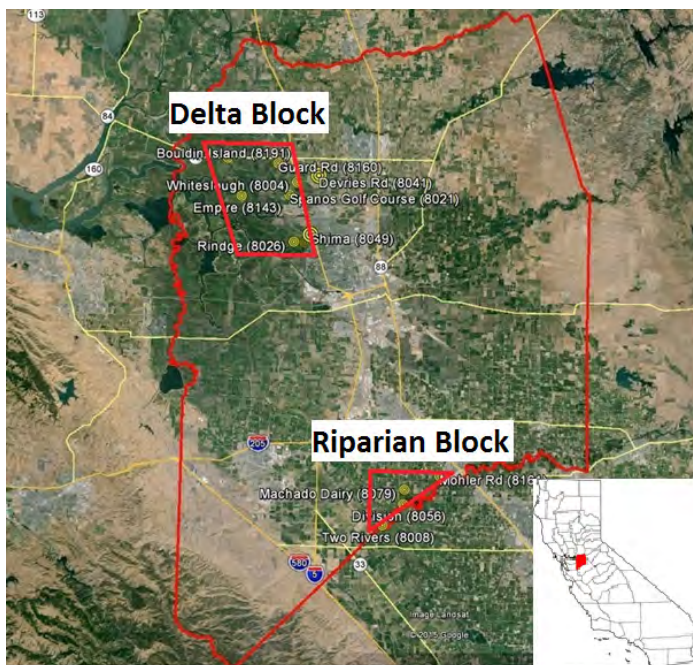 113
84
160
Delta Block
Bouldin Island (8191)
Guard Rd (8160)
Whiteslough (8004)
Devries Rd (8041)
Spanos Golf Course (8021)
Empire (8143)
Rindge (8026)
Shima (8049)
88
205
Riparian Block
Mohler Rd (8161
Machado Dairy (8079)
Division (8056)
Two Rivers (8008)
580
5
33
Image Landsat
© 2015 Google